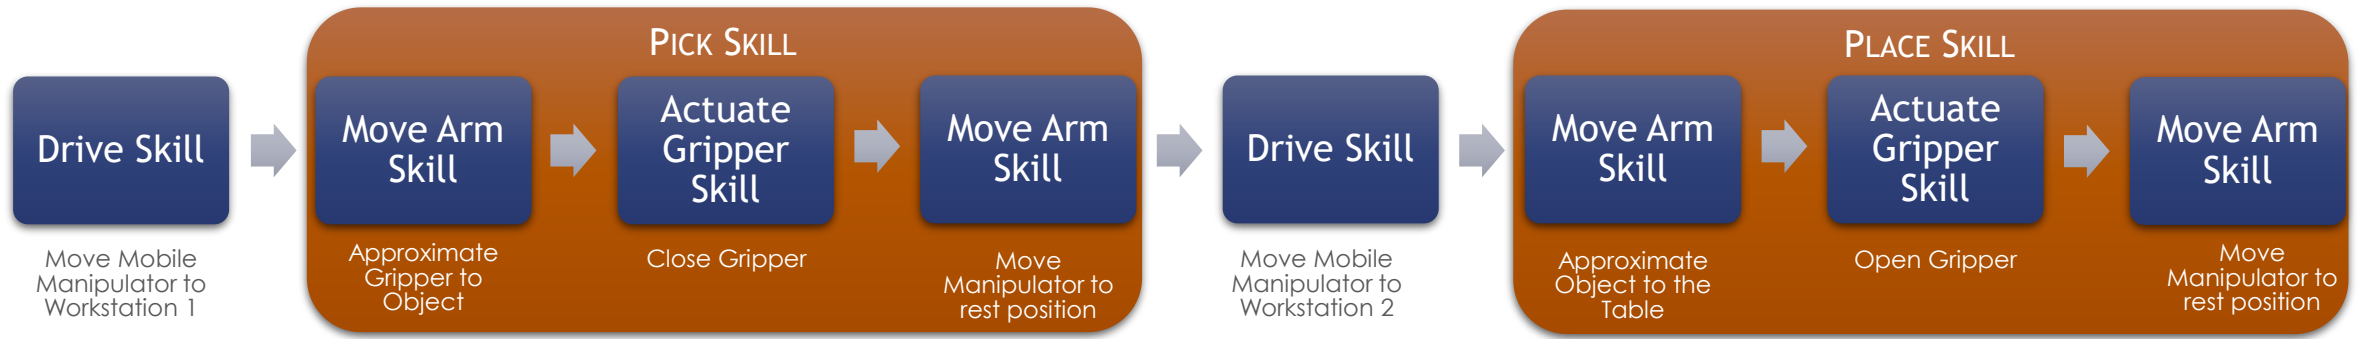 Drive Skill
Move Mobile
Manipulator to
Workstation 1
PICK SKILL
Move Arm
Skill
Approximate
Gripper to
Object
Actuate
Gripper
Skill
Close Gripper
Move Arm
Skill
Move
Manipulator to
rest position
Drive Skill
Move Mobile
Manipulator to
Workstation 2
PLACE SKILL
Move Arm
Skill
Approximate
Object to the
Table
Actuate
Gripper
Skill
Open Gripper
Move Arm
Skill
Move
Manipulator to
rest position